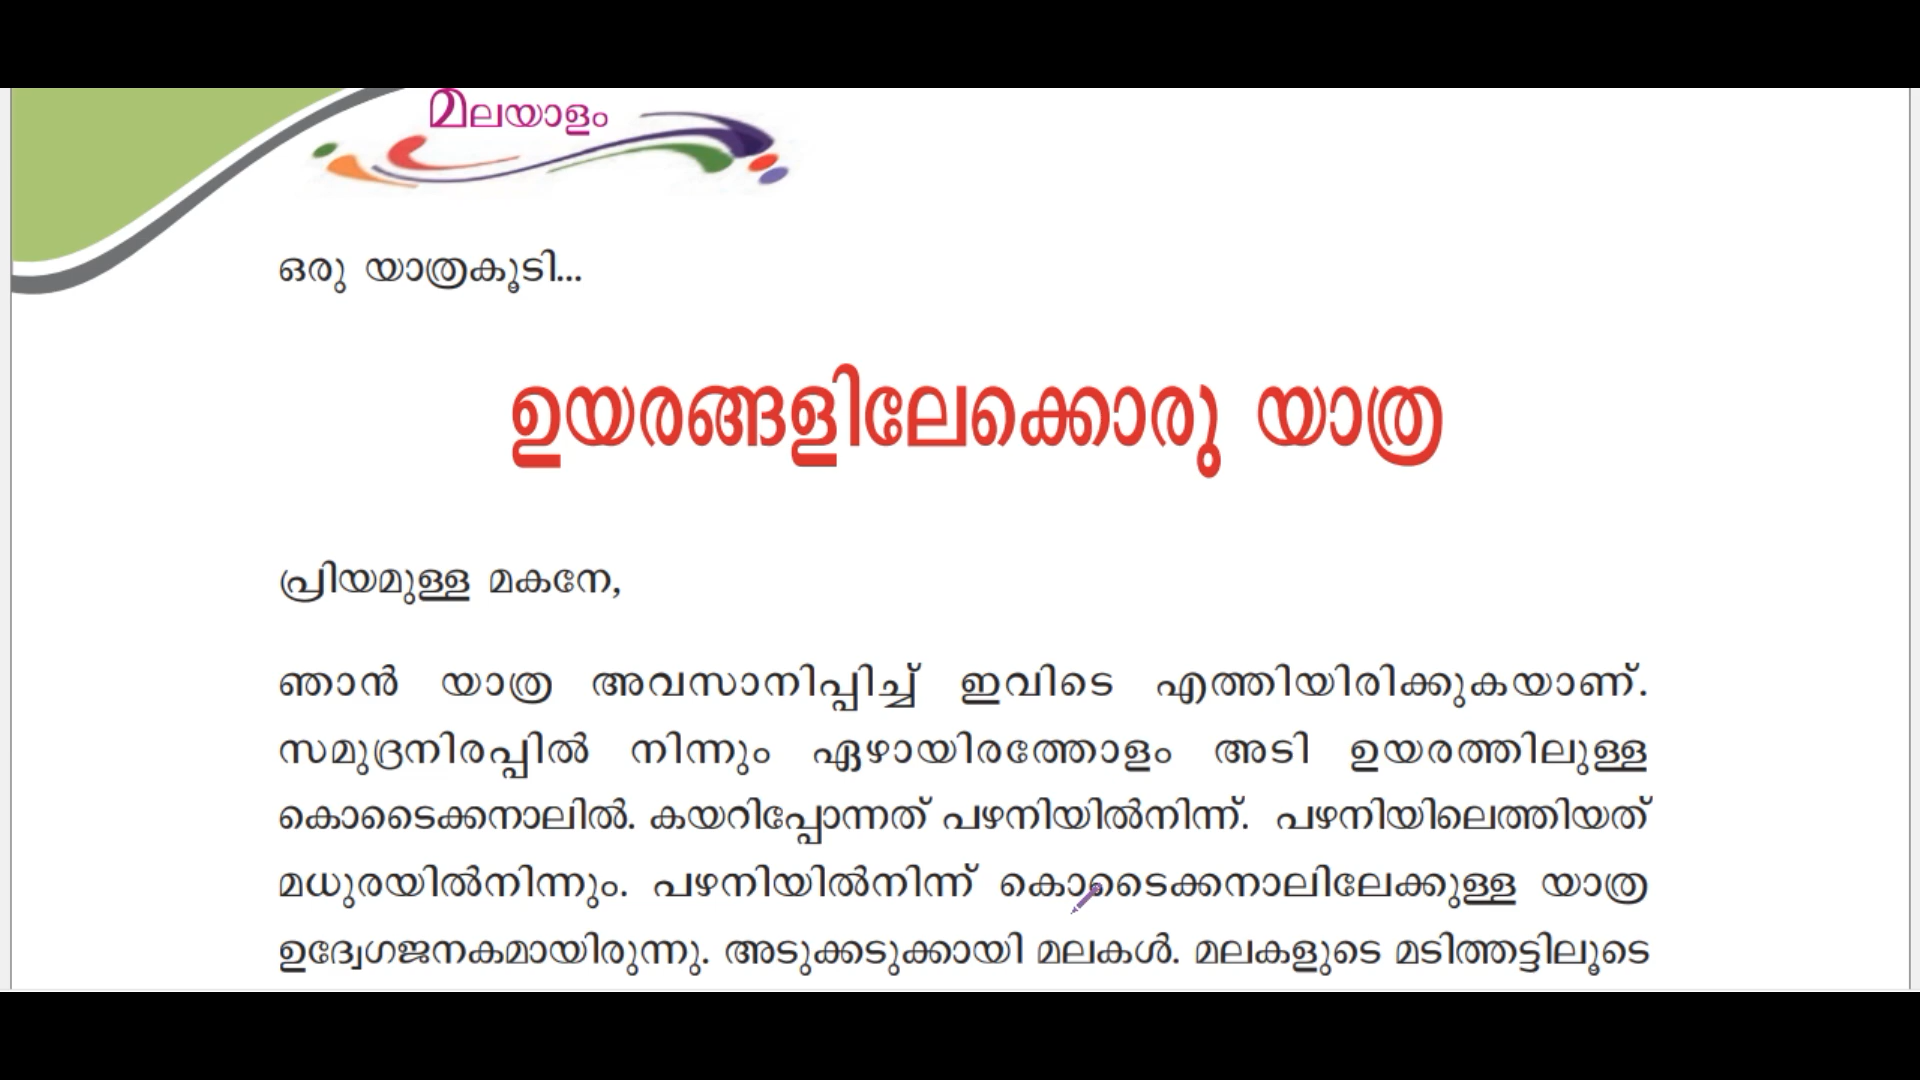 മലയാളം
ഒരു യാത്രകൂടി...
ഉയരങ്ങളിലേക്കൊരു യാത്ര
പ്രിയമുള്ള മകനേ,
ഞാൻ യാത്ര അവസാനിപ്പിച്ച് ഇവിടെ എത്തിയിരിക്കുകയാണ്.
സമുദ്രനിരപ്പിൽ നിന്നും ഏഴായിരത്തോളം അടി ഉയരത്തിലുള്ള
കൊടൈക്കനാലിൽ. കയറിപ്പോന്നത് പഴനിയിൽനിന്ന്. പഴനിയിലെത്തിയത്
മധുരയിൽനിന്നും. പഴനിയിൽനിന്ന് കൊടൈക്കനാലിലേക്കുള്ള യാത്ര
ഉദ്വേഗജനകമായിരുന്നു. അടുക്കടുക്കായി മലകൾ. മലകളുടെ മടിത്തട്ടിലൂടെ